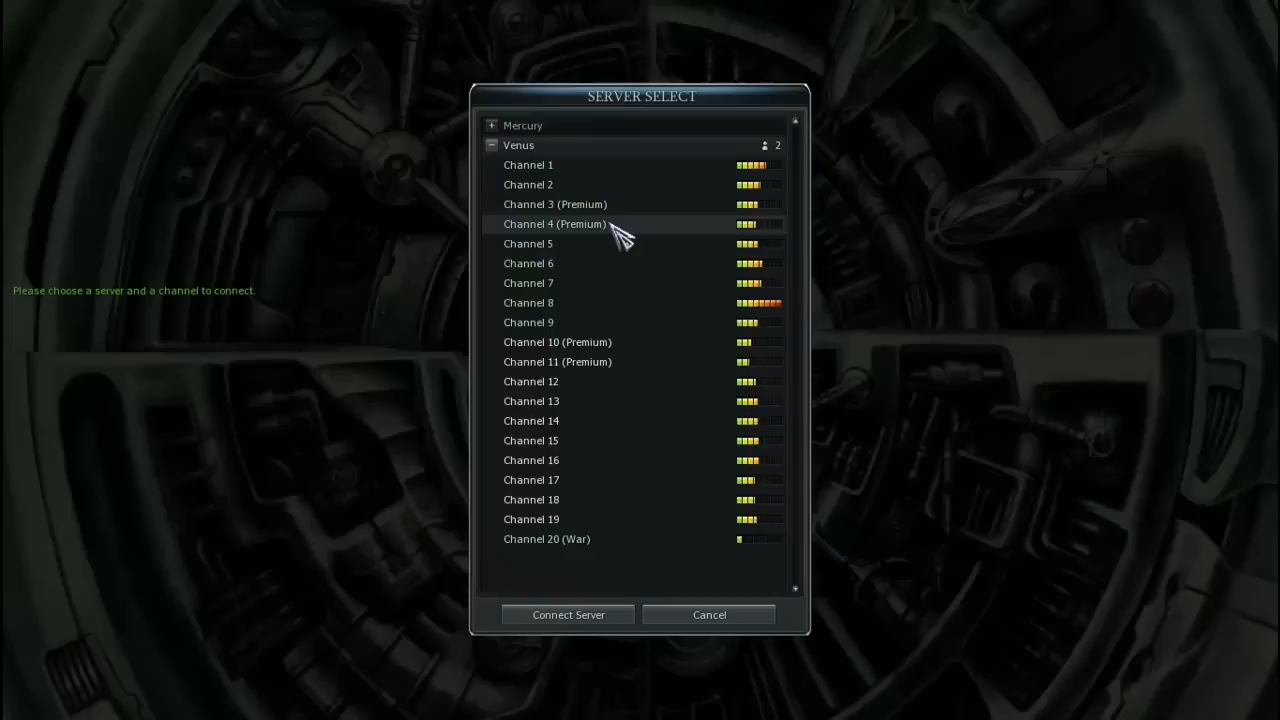 SERVER SELECT
+ Mercury
− Venus 2
Channel 1
Channel 2
Channel 3 (Premium)
Channel 4 (Premium)
Channel 5
Channel 6
Please choose a server and a channel to connect.
Channel 7
Channel 8
Channel 9
Channel 10 (Premium)
Channel 11 (Premium)
Channel 12
Channel 13
Channel 14
Channel 15
Channel 16
Channel 17
Channel 18
Channel 19
Channel 20 (War)
Connect Server Cancel